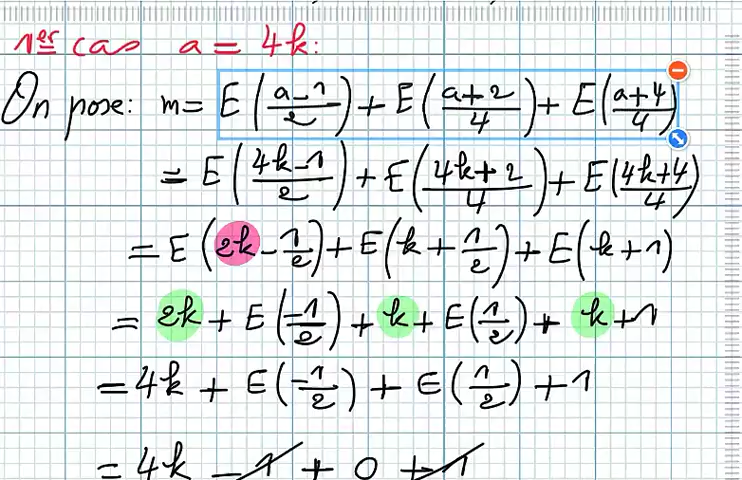 1er cas a = 4k:
On pose: m = E((a-1)/2) + E((a+2)/4) + E((a+4)/4)
= E((4k-1)/2) + E((4k+2)/4) + E((4k+4)/4)
= E(2k - 1/2) + E(k + 1/2) + E(k + 1)
= 2k + E(-1/2) + k + E(1/2) + k + 1
= 4k + E(-1/2) + E(1/2) + 1
= 4k - 1 + 0 + 1